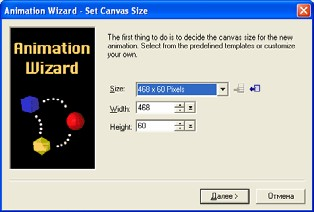 Animation Wizard - Set Canvas Size
Animation
Wizard
The first thing to do is to decide the canvas size for the new
animation. Select from the predefined templates or customize
your own.
Size: 468 x 60 Pixels
Width: 468
Height: 60
Далее >
Отмена